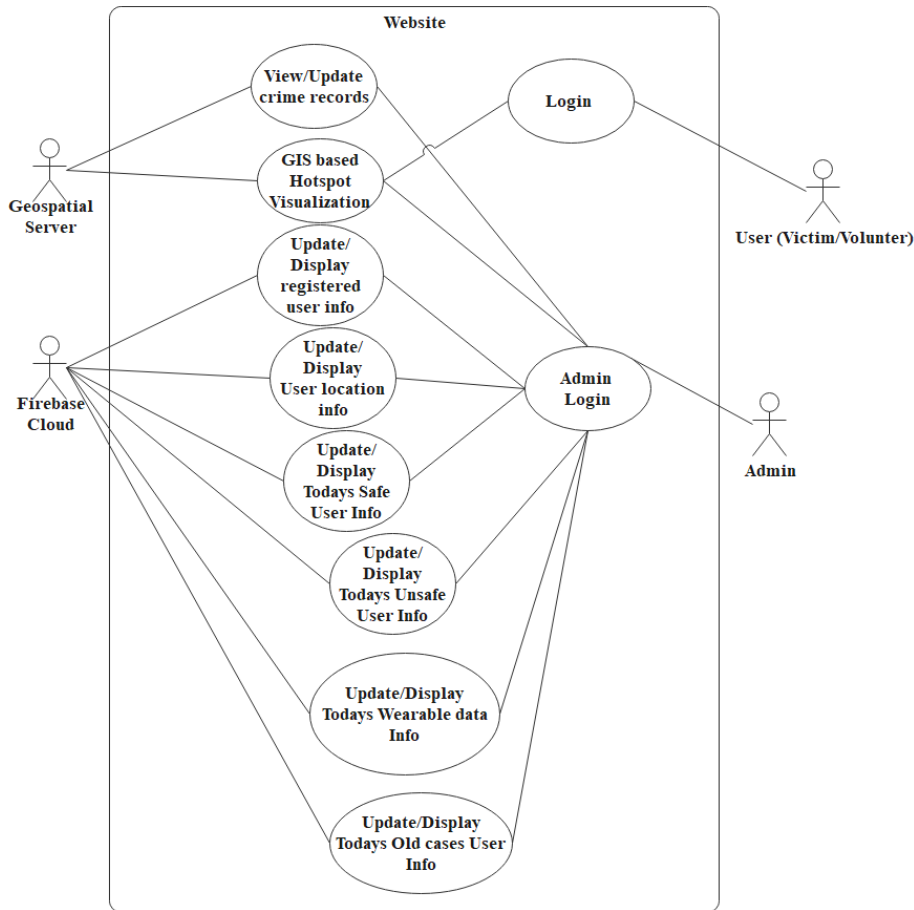 Website
View/Update
crime records
Login
GIS based
Hotspot
Visualization
Geospatial
Server
User (Victim/Volunter)
Update/
Display
registered
user info
Update/
Display
User location
info
Firebase
Cloud
Admin
Login
Admin
Update/
Display
Todays Safe
User Info
Update/
Display
Todays Unsafe
User Info
Update/Display
Todays Wearable data
Info
Update/Display
Todays Old cases User
Info